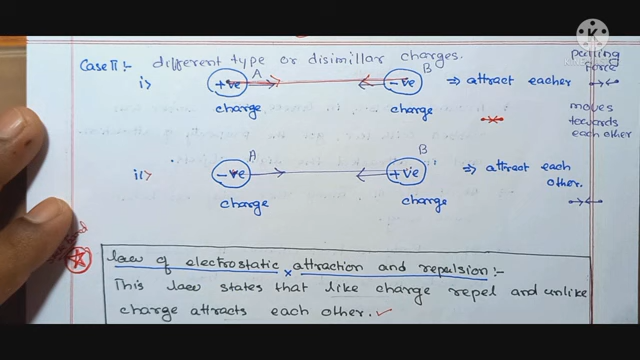 Case II:- different type or disimillar charges.
pulling
force
i> +ve A B -ve ⇒ attract eacher
charge charge
moves
towards
each other
ii> -ve A B +ve ⇒ attract each
other.
charge charge
law of electrostatic × attraction and repulsion:-
This law states that like charge repel and unlike
charge attracts each other. ✓